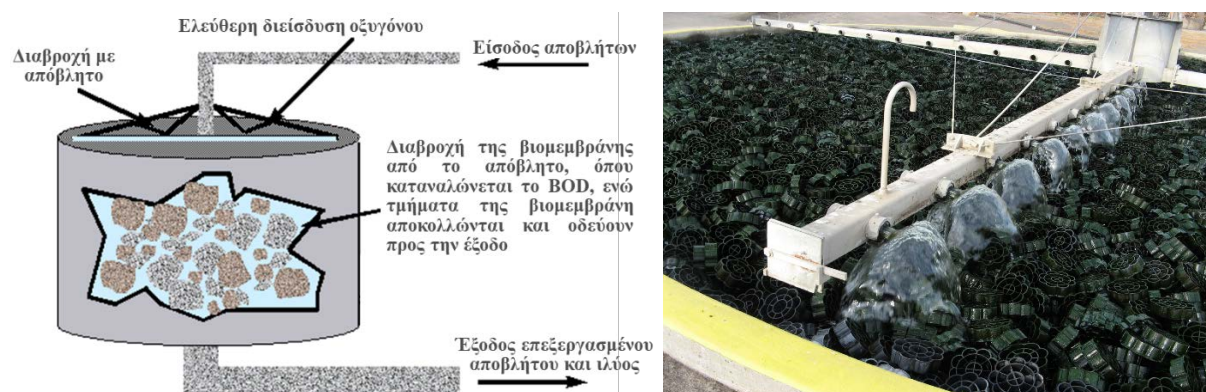 Ελεύθερη διείσδυση οξυγόνου
Διαβροχή με
απόβλητο
Είσοδος αποβλήτων
Διαβροχή της βιομεμβράνης
από το απόβλητο, όπου
καταναλώνεται το BOD, ενώ
τμήματα της βιομεμβράνη
αποκολλώνται και οδεύουν
προς την έξοδο
Έξοδος επεξεργασμένου
αποβλήτου και ιλύος